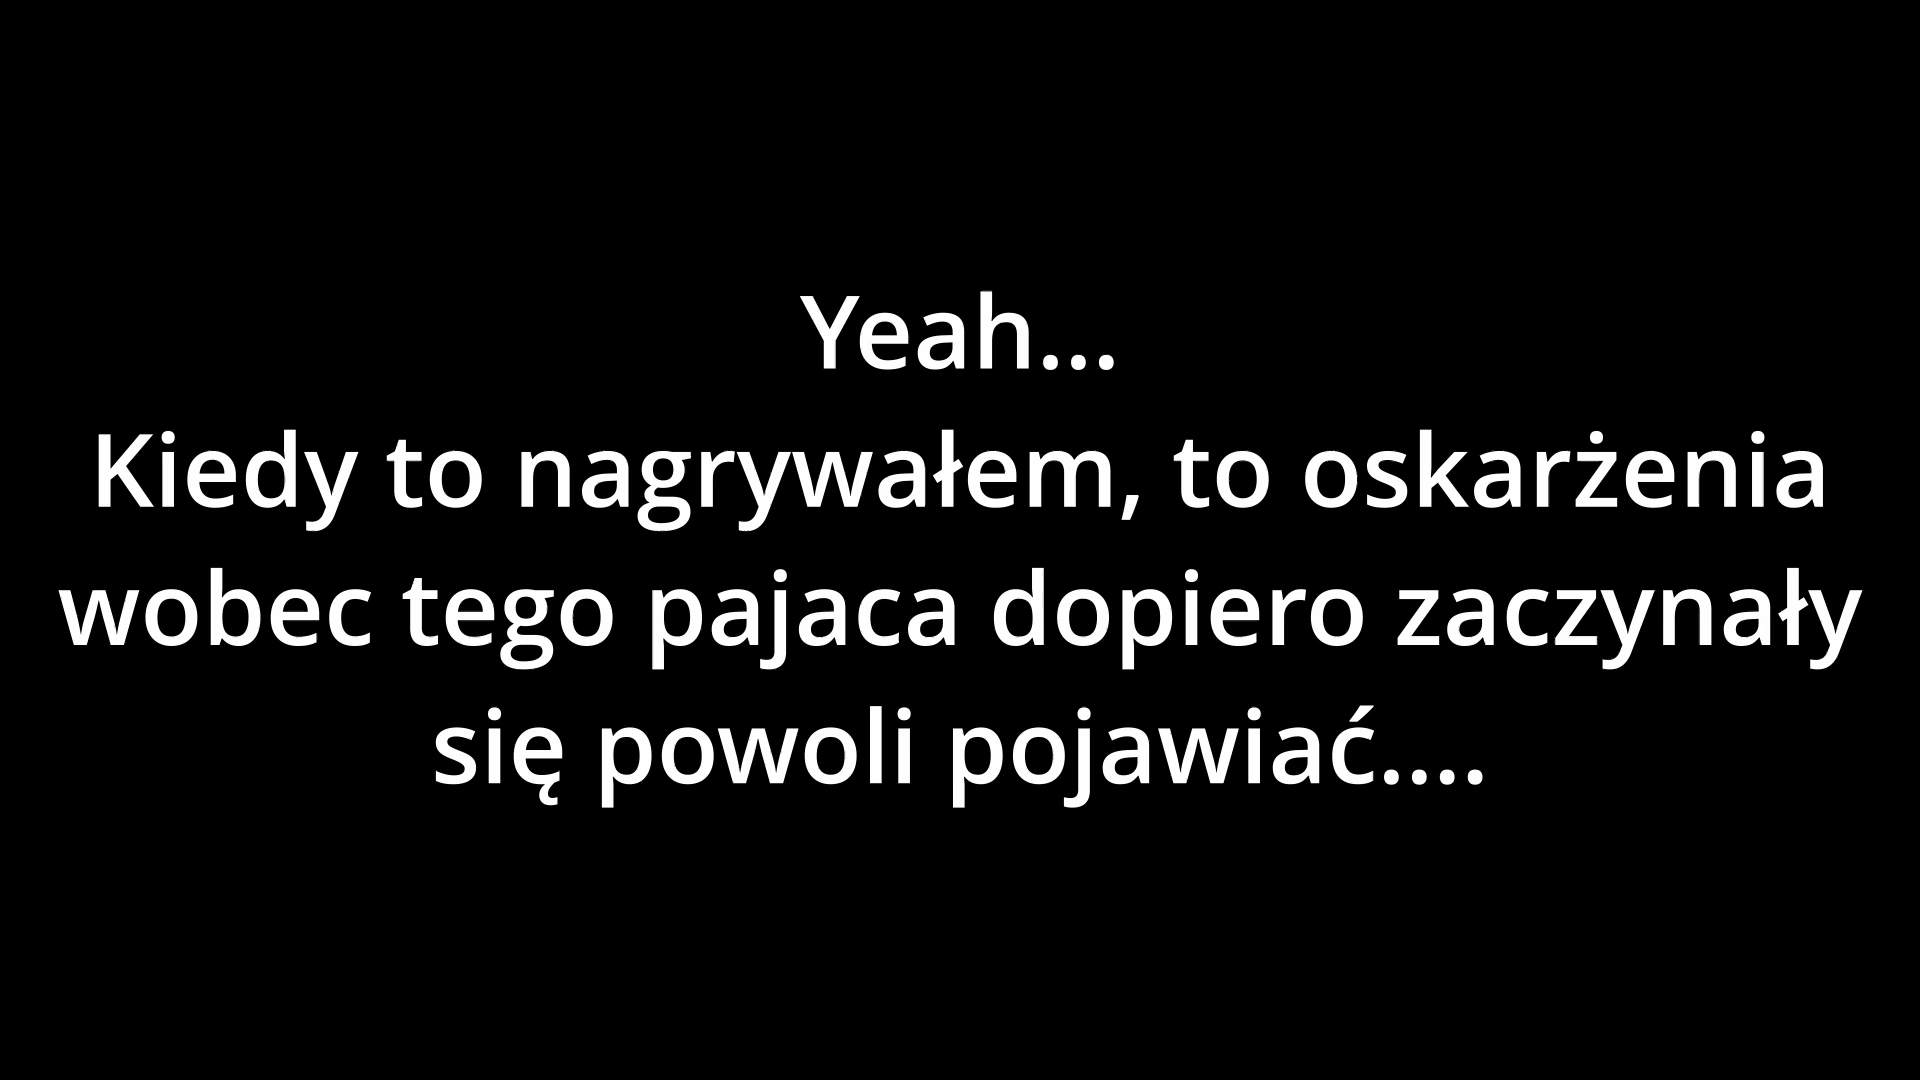 Yeah...
Kiedy to nagrywałem, to oskarżenia
wobec tego pajaca dopiero zaczynały
się powoli pojawiać....